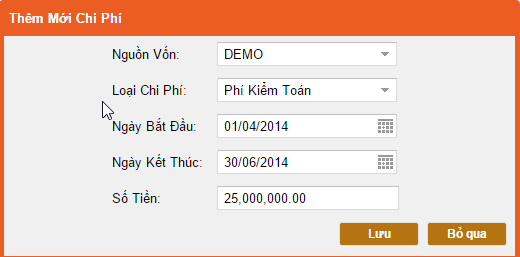 Thêm Mới Chi Phí
Nguồn Vốn: DEMO
Loại Chi Phí: Phí Kiểm Toán
Ngày Bắt Đầu: 01/04/2014
Ngày Kết Thúc: 30/06/2014
Số Tiền: 25,000,000.00
Lưu Bỏ qua